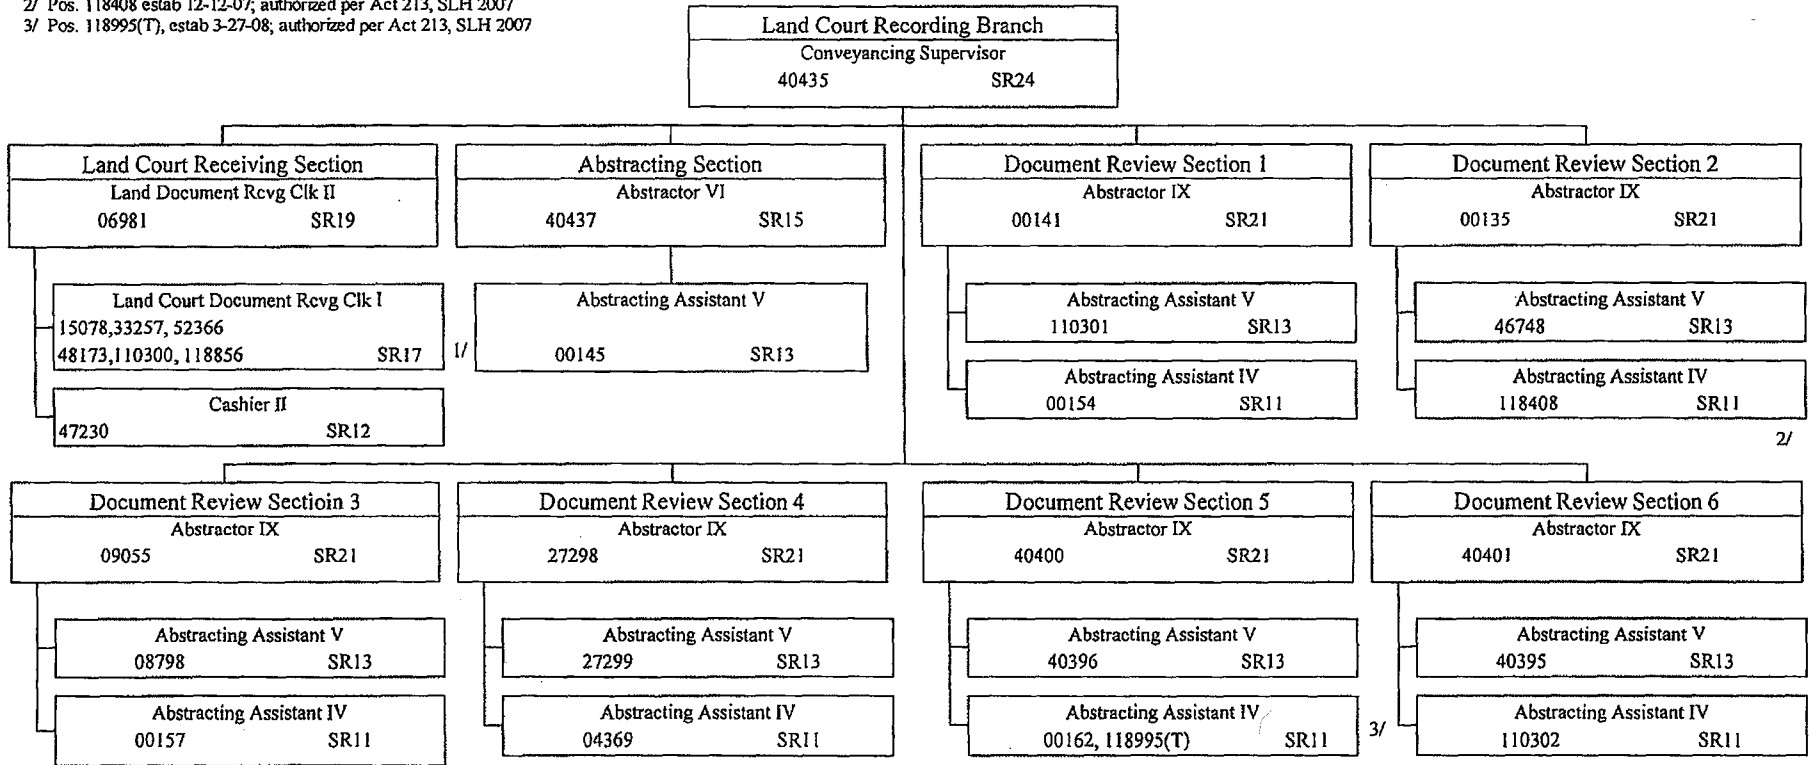 2/ Pos. 118408 estab 12-12-07; authorized per Act 213, SLH 2007
3/ Pos. 118995(T), estab 3-27-08; authorized per Act 213, SLH 2007
Land Court Recording Branch
Conveyancing Supervisor
40435 SR24
Land Court Receiving Section
Land Document Rcvg Clk II
06981 SR19
Abstracting Section
Abstractor VI
40437 SR15
Document Review Section 1
Abstractor IX
00141 SR21
Document Review Section 2
Abstractor IX
00135 SR21
Land Court Document Rcvg Clk I
15078,33257, 52366
48173,110300, 118856 SR17
1/
Cashier II
47230 SR12
Abstracting Assistant V
00145 SR13
Abstracting Assistant V
110301 SR13
Abstracting Assistant IV
00154 SR11
Abstracting Assistant V
46748 SR13
Abstracting Assistant IV
118408 SR11
2/
Document Review Sectioin 3
Abstractor IX
09055 SR21
Document Review Section 4
Abstractor IX
27298 SR21
Document Review Section 5
Abstractor IX
40400 SR21
Document Review Section 6
Abstractor IX
40401 SR21
Abstracting Assistant V
08798 SR13
Abstracting Assistant IV
00157 SR11
Abstracting Assistant V
27299 SR13
Abstracting Assistant IV
04369 SR11
Abstracting Assistant V
40396 SR13
Abstracting Assistant IV
00162, 118995(T) SR11
3/
Abstracting Assistant V
40395 SR13
Abstracting Assistant IV
110302 SR11